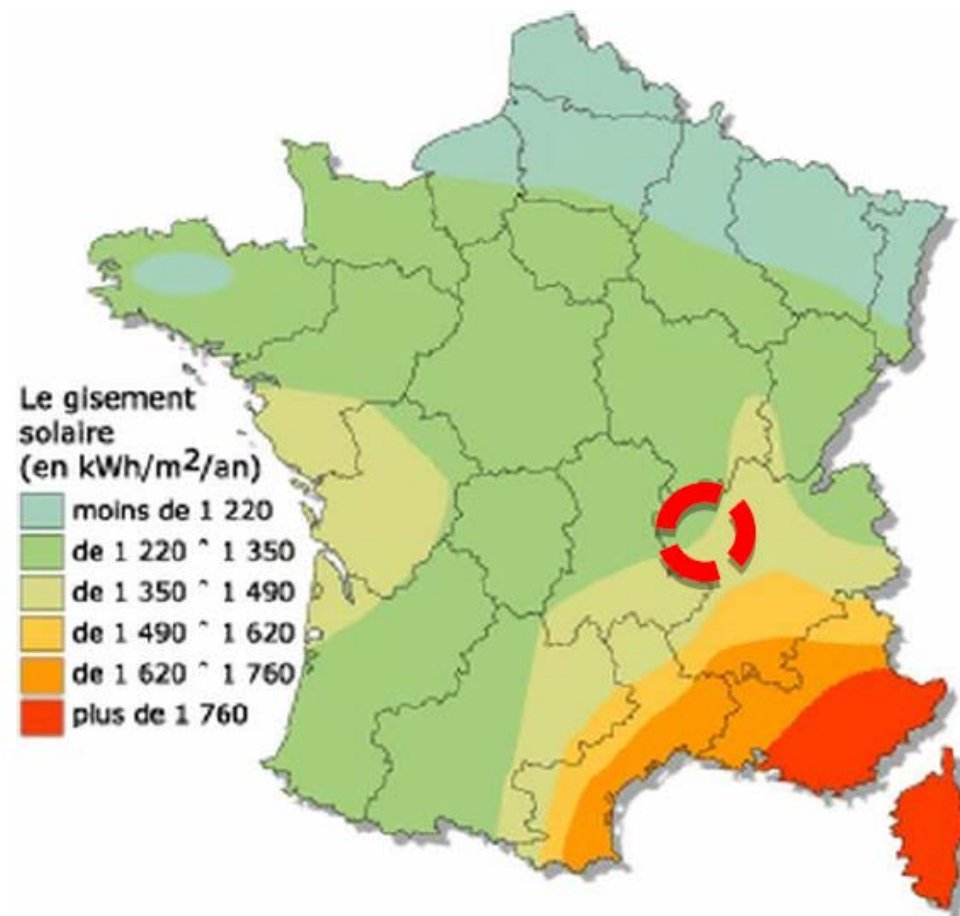 Le gisement
solaire
(en kWh/m2/an)
moins de 1 220
de 1 220 ^ 1 350
de 1 350 ^ 1 490
de 1 490 ^ 1 620
de 1 620 ^ 1 760
plus de 1 760